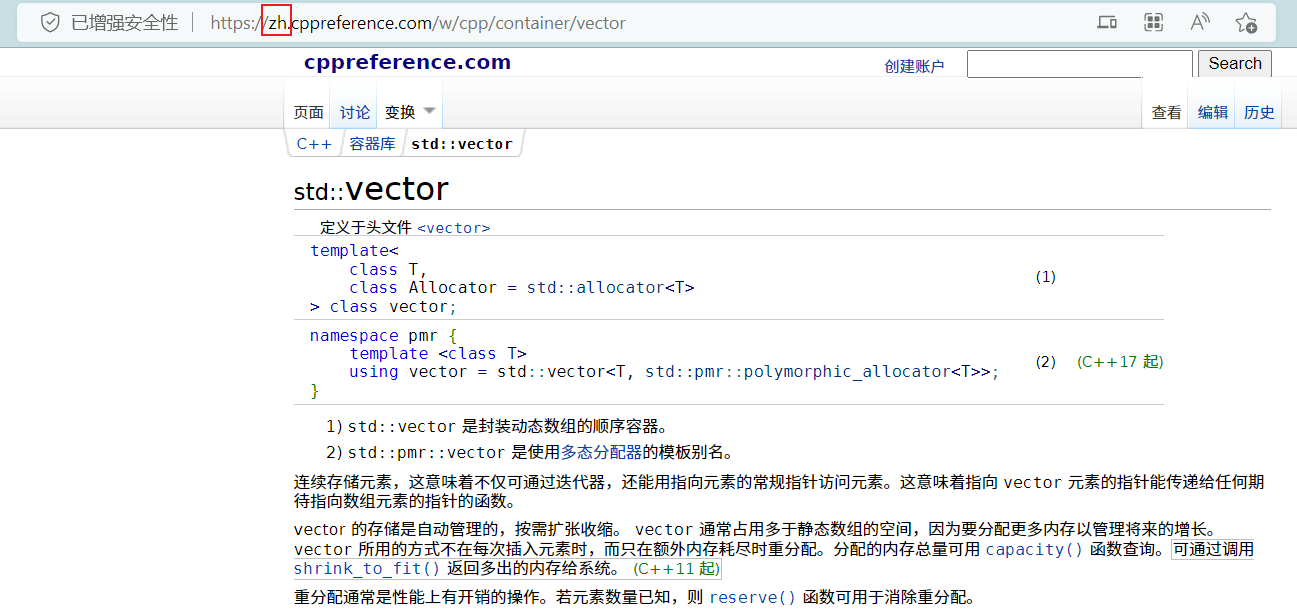 已增强安全性 https://zh.cppreference.com/w/cpp/container/vector
cppreference.com 创建账户 Search
页面 讨论 变换 查看 编辑 历史
C++ 容器库 std::vector
std::vector
定义于头文件 <vector>
template<
class T,
class Allocator = std::allocator<T>
> class vector;
(1)
namespace pmr {
template <class T>
using vector = std::vector<T, std::pmr::polymorphic_allocator<T>>;
}
(2) (C++17 起)
1) std::vector 是封装动态数组的顺序容器。
2) std::pmr::vector 是使用多态分配器的模板别名。
连续存储元素，这意味着不仅可通过迭代器，还能用指向元素的常规指针访问元素。这意味着指向 vector 元素的指针能传递给任何期
待指向数组元素的指针的函数。
vector 的存储是自动管理的，按需扩张收缩。 vector 通常占用多于静态数组的空间，因为要分配更多内存以管理将来的增长。
vector 所用的方式不在每次插入元素时，而只在额外内存耗尽时重分配。分配的内存总量可用 capacity() 函数查询。可通过调用
shrink_to_fit() 返回多出的内存给系统。 (C++11 起)
重分配通常是性能上有开销的操作。若元素数量已知，则 reserve() 函数可用于消除重分配。